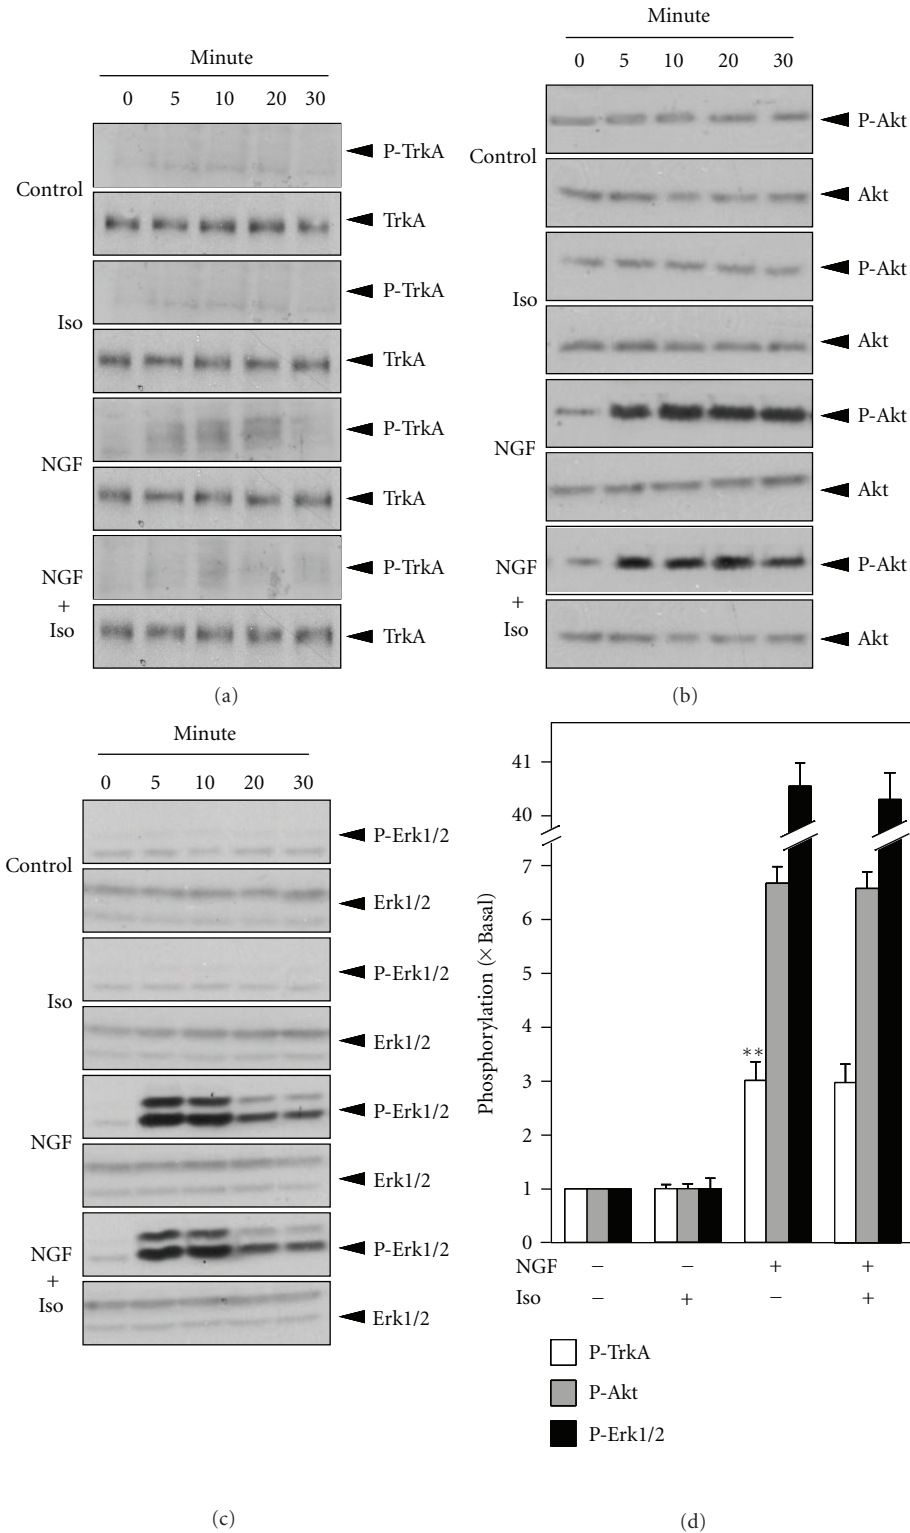 Minute
0 5 10 20 30
Control
P-TrkA
TrkA
Iso
P-TrkA
TrkA
NGF
P-TrkA
TrkA
NGF
+
Iso
P-TrkA
TrkA
(a)
Minute
0 5 10 20 30
Control
P-Akt
Akt
Iso
P-Akt
Akt
NGF
P-Akt
Akt
NGF
+
Iso
P-Akt
Akt
(b)
Minute
0 5 10 20 30
Control
P-Erk1/2
Erk1/2
Iso
P-Erk1/2
Erk1/2
NGF
P-Erk1/2
Erk1/2
NGF
+
Iso
P-Erk1/2
Erk1/2
(c)
Phosphorylation (× Basal)
41
40
7
6
5
4
3
2
1
0
**
NGF − − + +
Iso − + − +
P-TrkA
P-Akt
P-Erk1/2
(d)